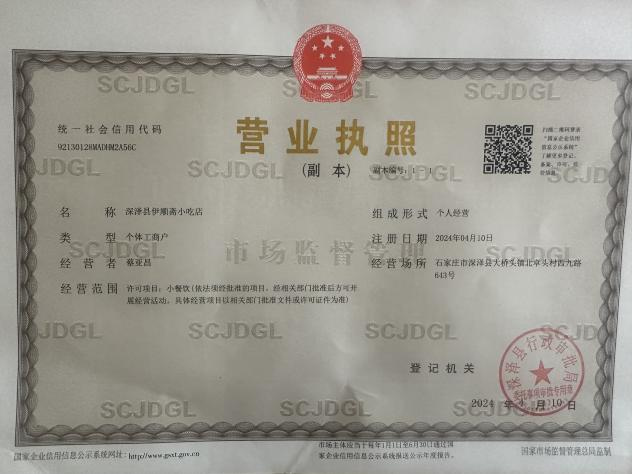 统一社会信用代码
92130128MADHM2A56C
营业执照
(副 本)
副本编号：1 - 1
扫描二维码登录
“国家企业信用
信息公示系统”
了解更多登记、
备案、许可、监
管信息。
名 称 深泽县伊顺斋小吃店
类 型 个体工商户
经 营 者 蔡亚昌
经 营 范 围 许可项目：小餐饮(依法须经批准的项目，经相关部门批准后方可开
展经营活动，具体经营项目以相关部门批准文件或许可证件为准)
组 成 形 式 个人经营
注 册 日 期 2024年04月10日
经 营 场 所 石家庄市深泽县大桥头镇北亭头村四九路
643号
市场监督管理
SCJDGL
登 记 机 关
深泽县行政审批局
2024 年 4 月 10 日
国家企业信用信息公示系统网址：http://www.gsxt.gov.cn
市场主体应当于每年1月1日至6月30日通过国
家企业信用信息公示系统报送公示年度报告。
国家市场监督管理总局监制